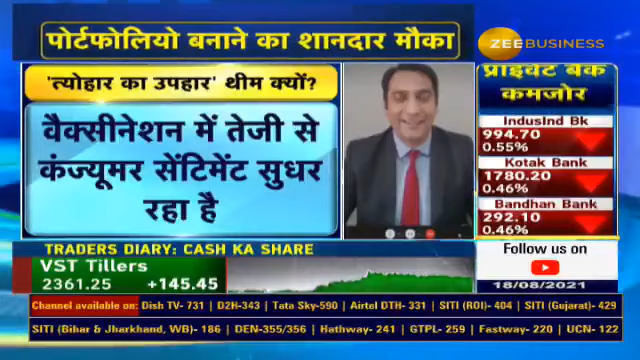 पोर्टफोलियो बनाने का शानदार मौका
ZEEBUSINESS
'त्योहार का उपहार' थीम क्यों?
वैक्सीनेशन में तेजी से
कंज्यूमर सेंटिमेंट सुधर
रहा है
प्राइवेट बैंक
कमजोर
IndusInd Bk
994.70
0.55%
Kotak Bank
1780.20
0.46%
Bandhan Bank
292.10
0.46%
TRADERS DIARY: CASH KA SHARE
VST Tillers
2361.25 +145.45
Follow us on
18/08/2021
Channel available on: Dish TV- 731 | D2H-343 | Tata Sky-590 | Airtel DTH- 331 | SITI (ROI)- 404 | SITI (Gujarat)- 429
SITI (Bihar & Jharkhand, WB)- 186 | DEN-355/356 | Hathway- 241 | GTPL- 259 | Fastway- 220 | UCN- 122